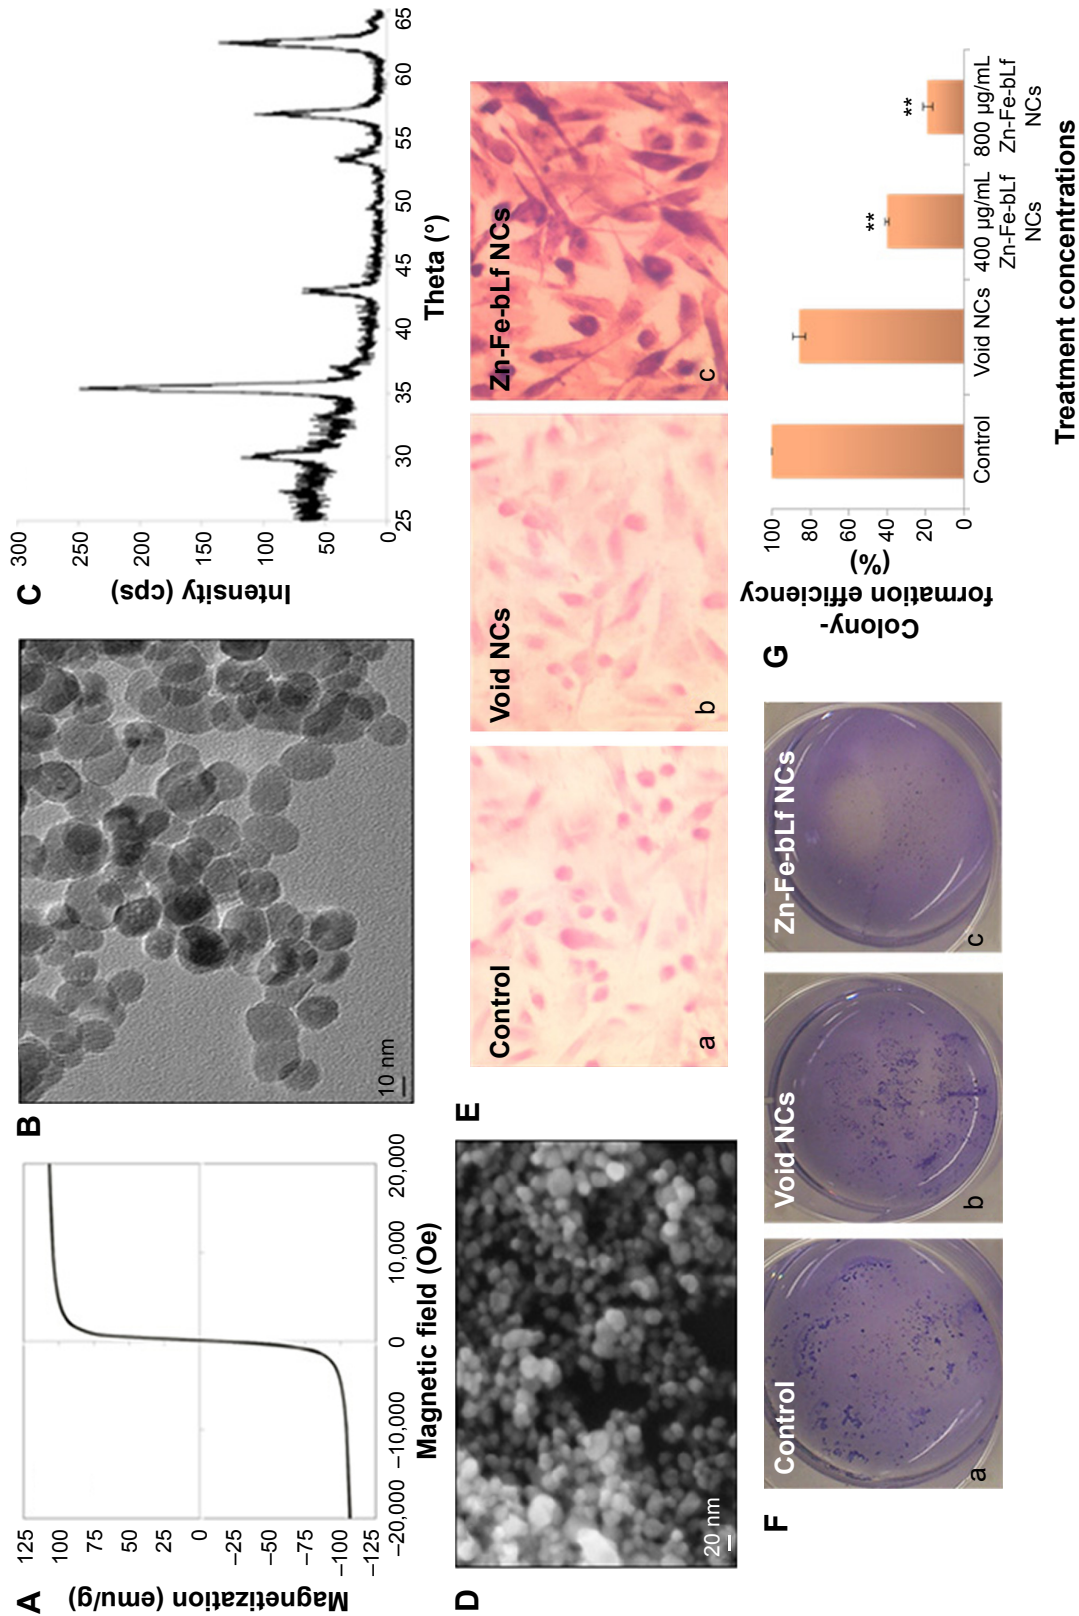 A
Magnetization (emu/g)
125
100
75
50
25
0
−25
−50
−75
−100
−125
−20,000 −10,000 0 10,000 20,000
Magnetic field (Oe)
B
10 nm
C
Intensity (cps)
300
250
200
150
100
50
0
25 30 35 40 45 50 55 60 65
Theta (°)
D
20 nm
E
Control
a
Void NCs
b
Zn-Fe-bLf NCs
c
F
Control
a
Void NCs
b
Zn-Fe-bLf NCs
c
G
Colony-
formation efficiency
(%)
100
80
60
40
20
0
**
**
Control
Void NCs
400 µg/mL
Zn-Fe-bLf
NCs
800 µg/mL
Zn-Fe-bLf
NCs
Treatment concentrations